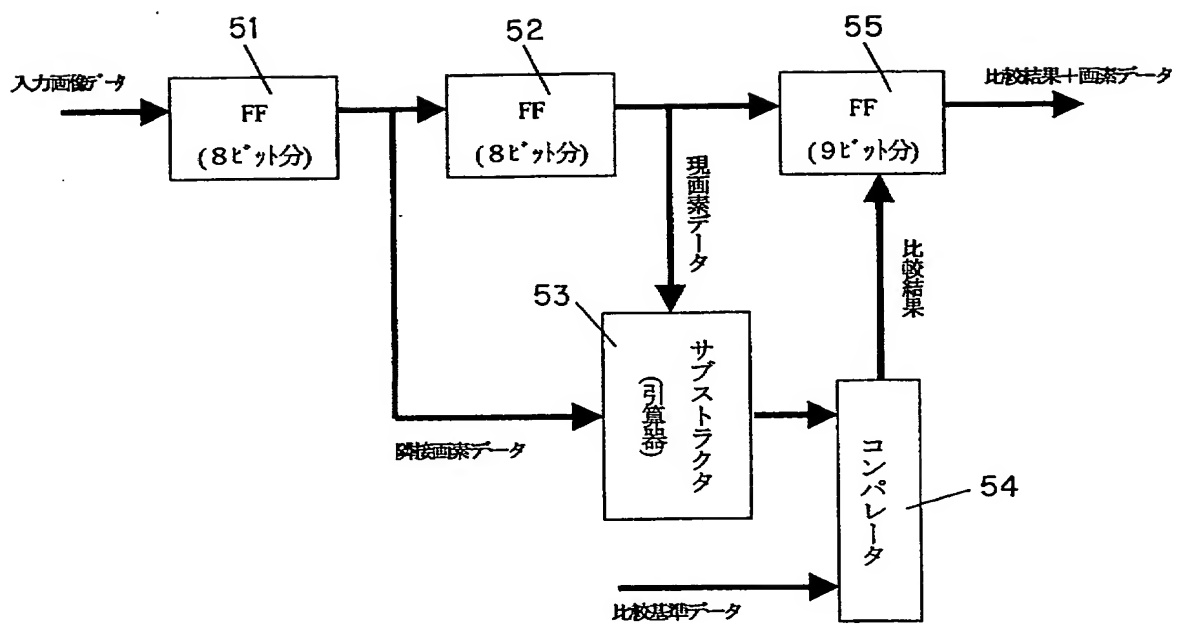 51
52
55
入力画像データ
比較結果+画素データ
FF
(8ビット分)
FF
(8ビット分)
FF
(9ビット分)
現画素データ
比較結果
53
サブストラクタ
(引算器)
隣接画素データ
コンパレータ
54
比較基準データ